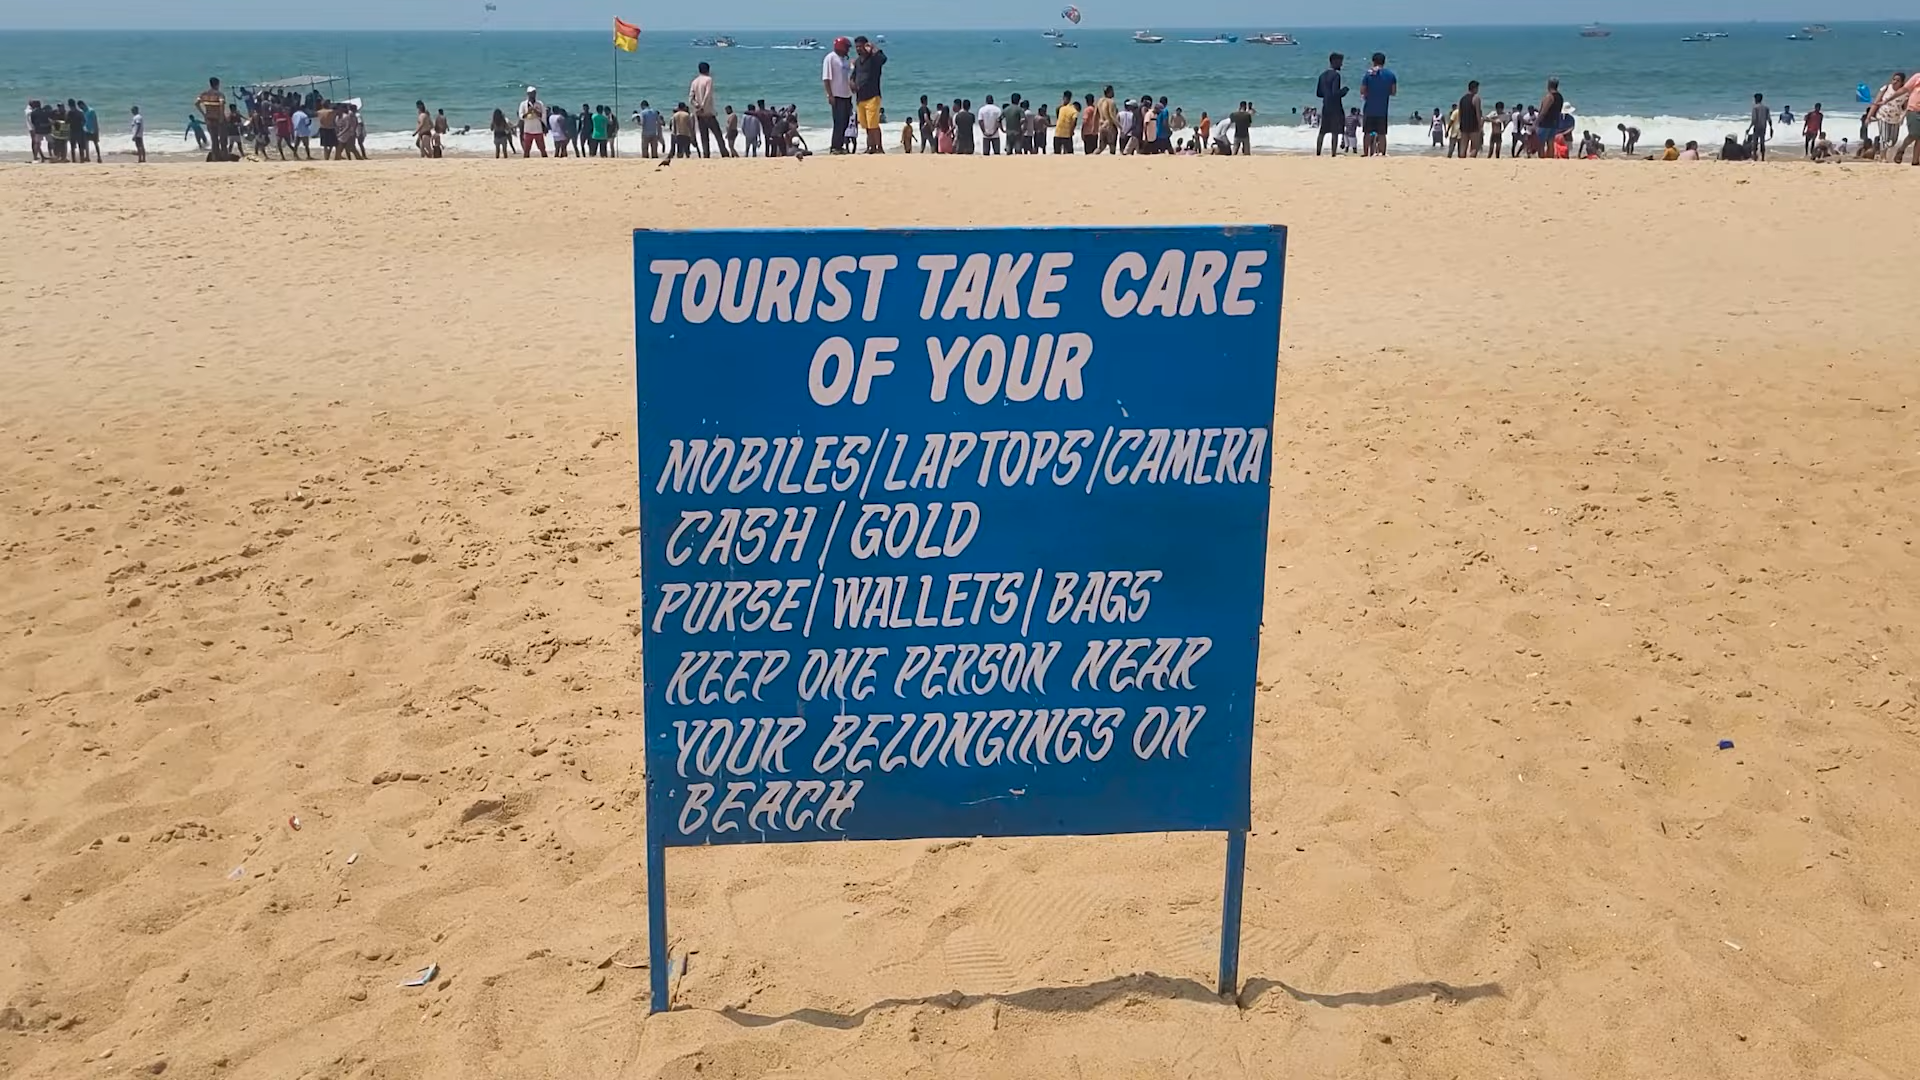 TOURIST TAKE CARE
OF YOUR
MOBILES/LAPTOPS/CAMERA
CASH/GOLD
PURSE/WALLETS/BAGS
KEEP ONE PERSON NEAR
YOUR BELONGINGS ON
BEACH